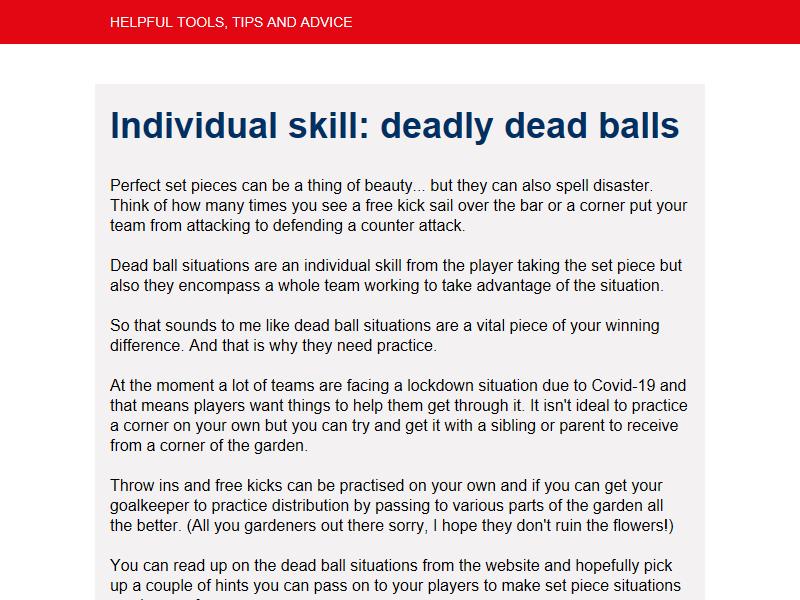 HELPFUL TOOLS, TIPS AND ADVICE
Individual skill: deadly dead balls
Perfect set pieces can be a thing of beauty... but they can also spell disaster.
Think of how many times you see a free kick sail over the bar or a corner put your
team from attacking to defending a counter attack.
Dead ball situations are an individual skill from the player taking the set piece but
also they encompass a whole team working to take advantage of the situation.
So that sounds to me like dead ball situations are a vital piece of your winning
difference. And that is why they need practice.
At the moment a lot of teams are facing a lockdown situation due to Covid-19 and
that means players want things to help them get through it. It isn't ideal to practice
a corner on your own but you can try and get it with a sibling or parent to receive
from a corner of the garden.
Throw ins and free kicks can be practised on your own and if you can get your
goalkeeper to practice distribution by passing to various parts of the garden all
the better. (All you gardeners out there sorry, I hope they don't ruin the flowers!)
You can read up on the dead ball situations from the website and hopefully pick
up a couple of hints you can pass on to your players to make set piece situations